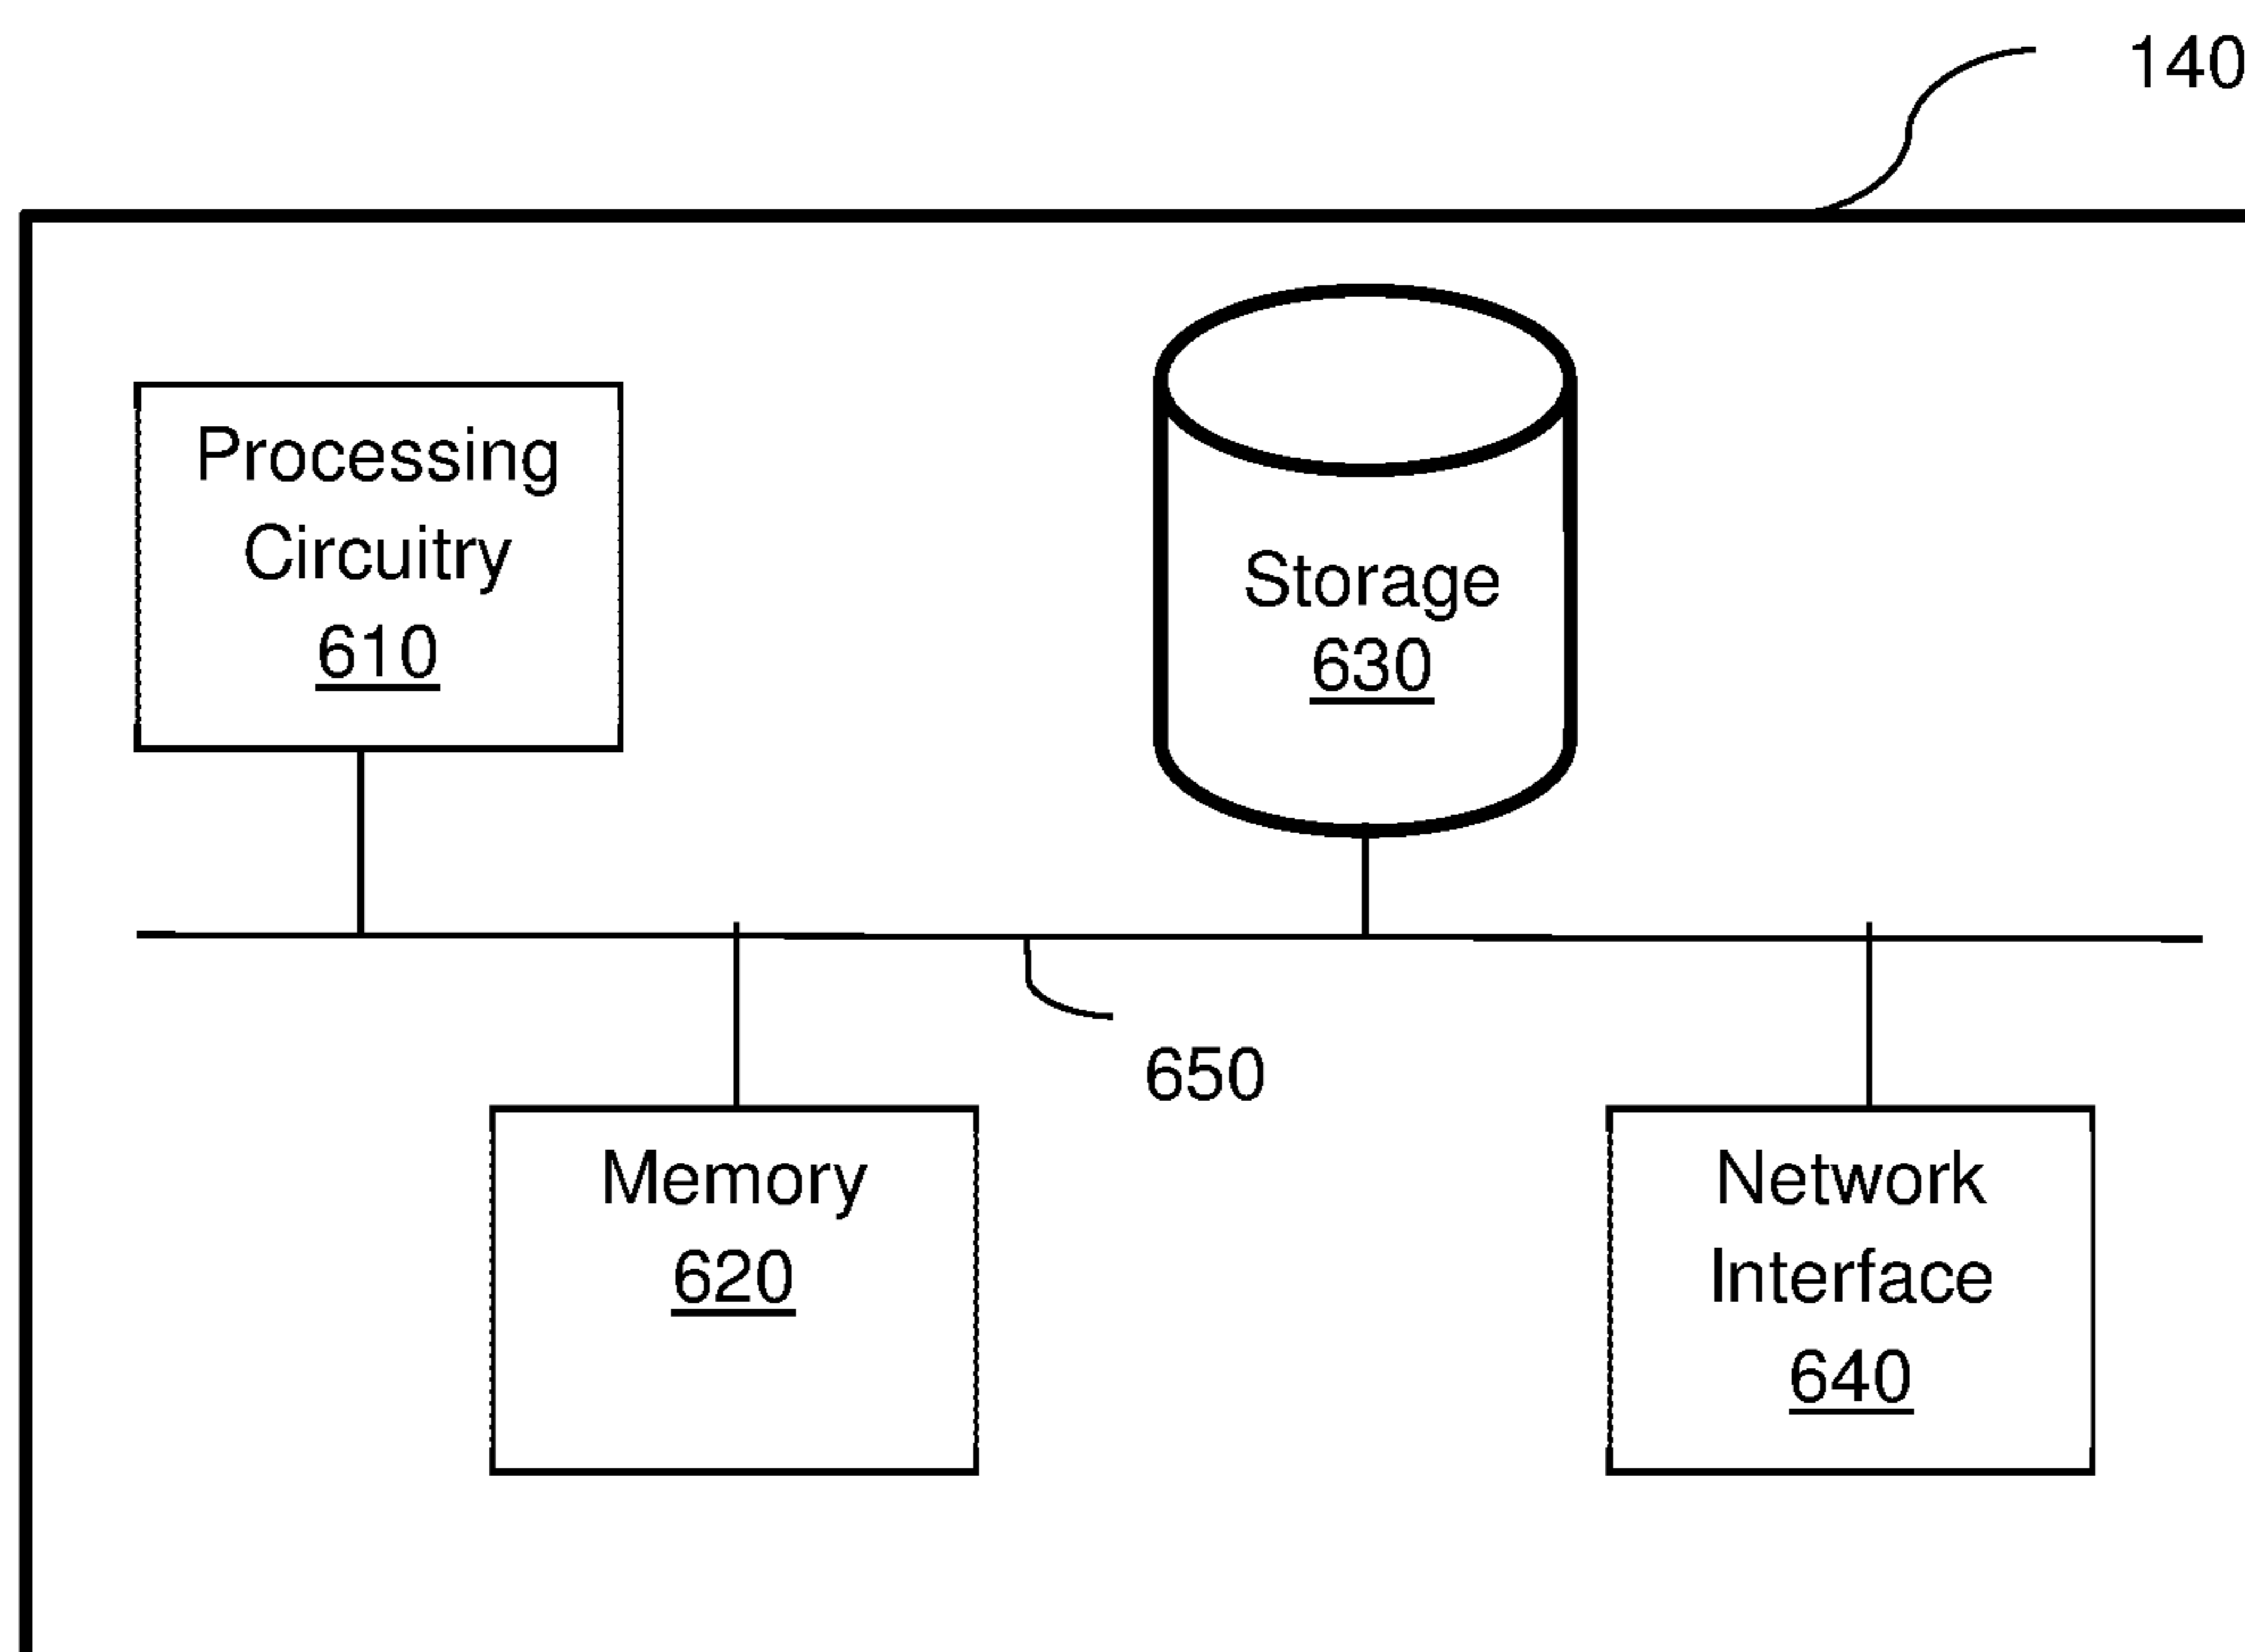 140
Processing
Circuitry
610
Storage
630
650
Memory
620
Network
Interface
640